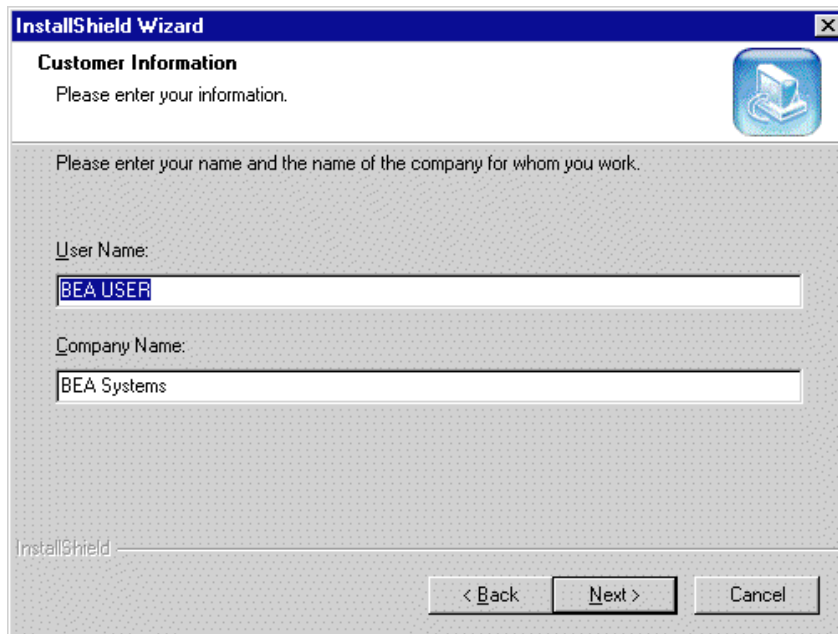 InstallShield Wizard
Customer Information
Please enter your information.
Please enter your name and the name of the company for whom you work.
User Name:
BEA USER
Company Name:
BEA Systems
InstallShield
< Back Next > Cancel